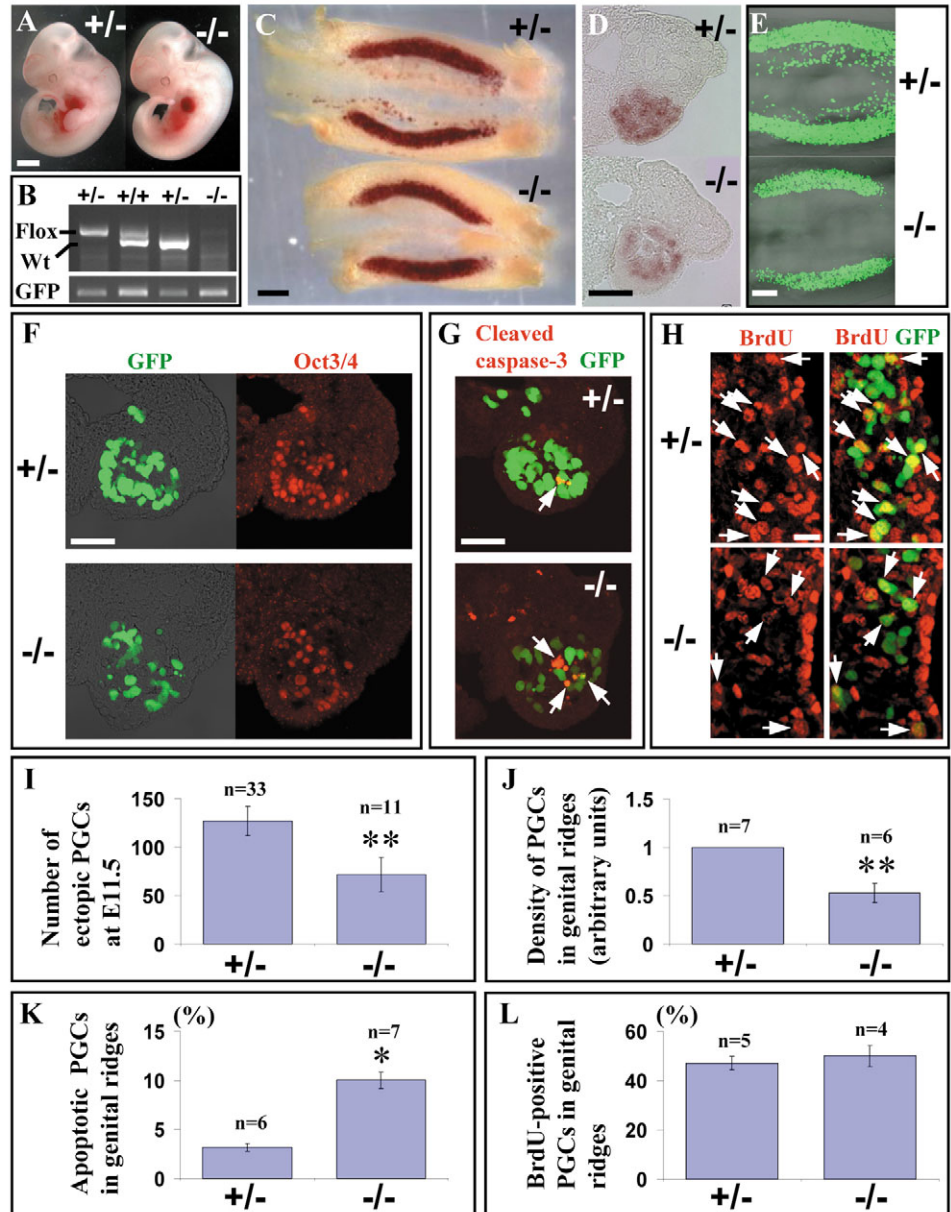 A
+/-
-/-
B
+/- +/+ +/- -/-
Flox
Wt
GFP
C
+/-
-/-
D
+/-
-/-
E
+/-
-/-
F
GFP Oct3/4
+/-
-/-
G
Cleaved
caspase-3 GFP
+/-
-/-
H
BrdU BrdU GFP
+/-
-/-
I
Number of
ectopic PGCs
at E11.5
150
100
50
0
n=33
n=11
**
+/- -/-
J
Density of PGCs
in genital ridges
(arbitrary units)
1.5
1
0.5
0
n=7
n=6
**
+/- -/-
K
(%)
Apoptotic PGCs
in genital ridges
15
10
5
0
n=6
n=7
*
+/- -/-
L
(%)
BrdU-positive
PGCs in genital
ridges
60
40
20
0
n=5
n=4
+/- -/-